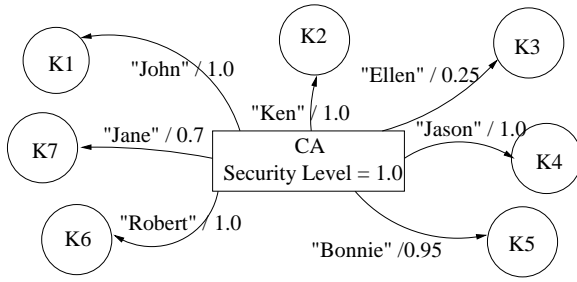 K1
"John" / 1.0
K2
"Ken" / 1.0
"Ellen" / 0.25
K3
"Jane" / 0.7
K7
CA
Security Level = 1.0
"Jason" / 1.0
K4
"Robert" / 1.0
K6
"Bonnie" /0.95
K5